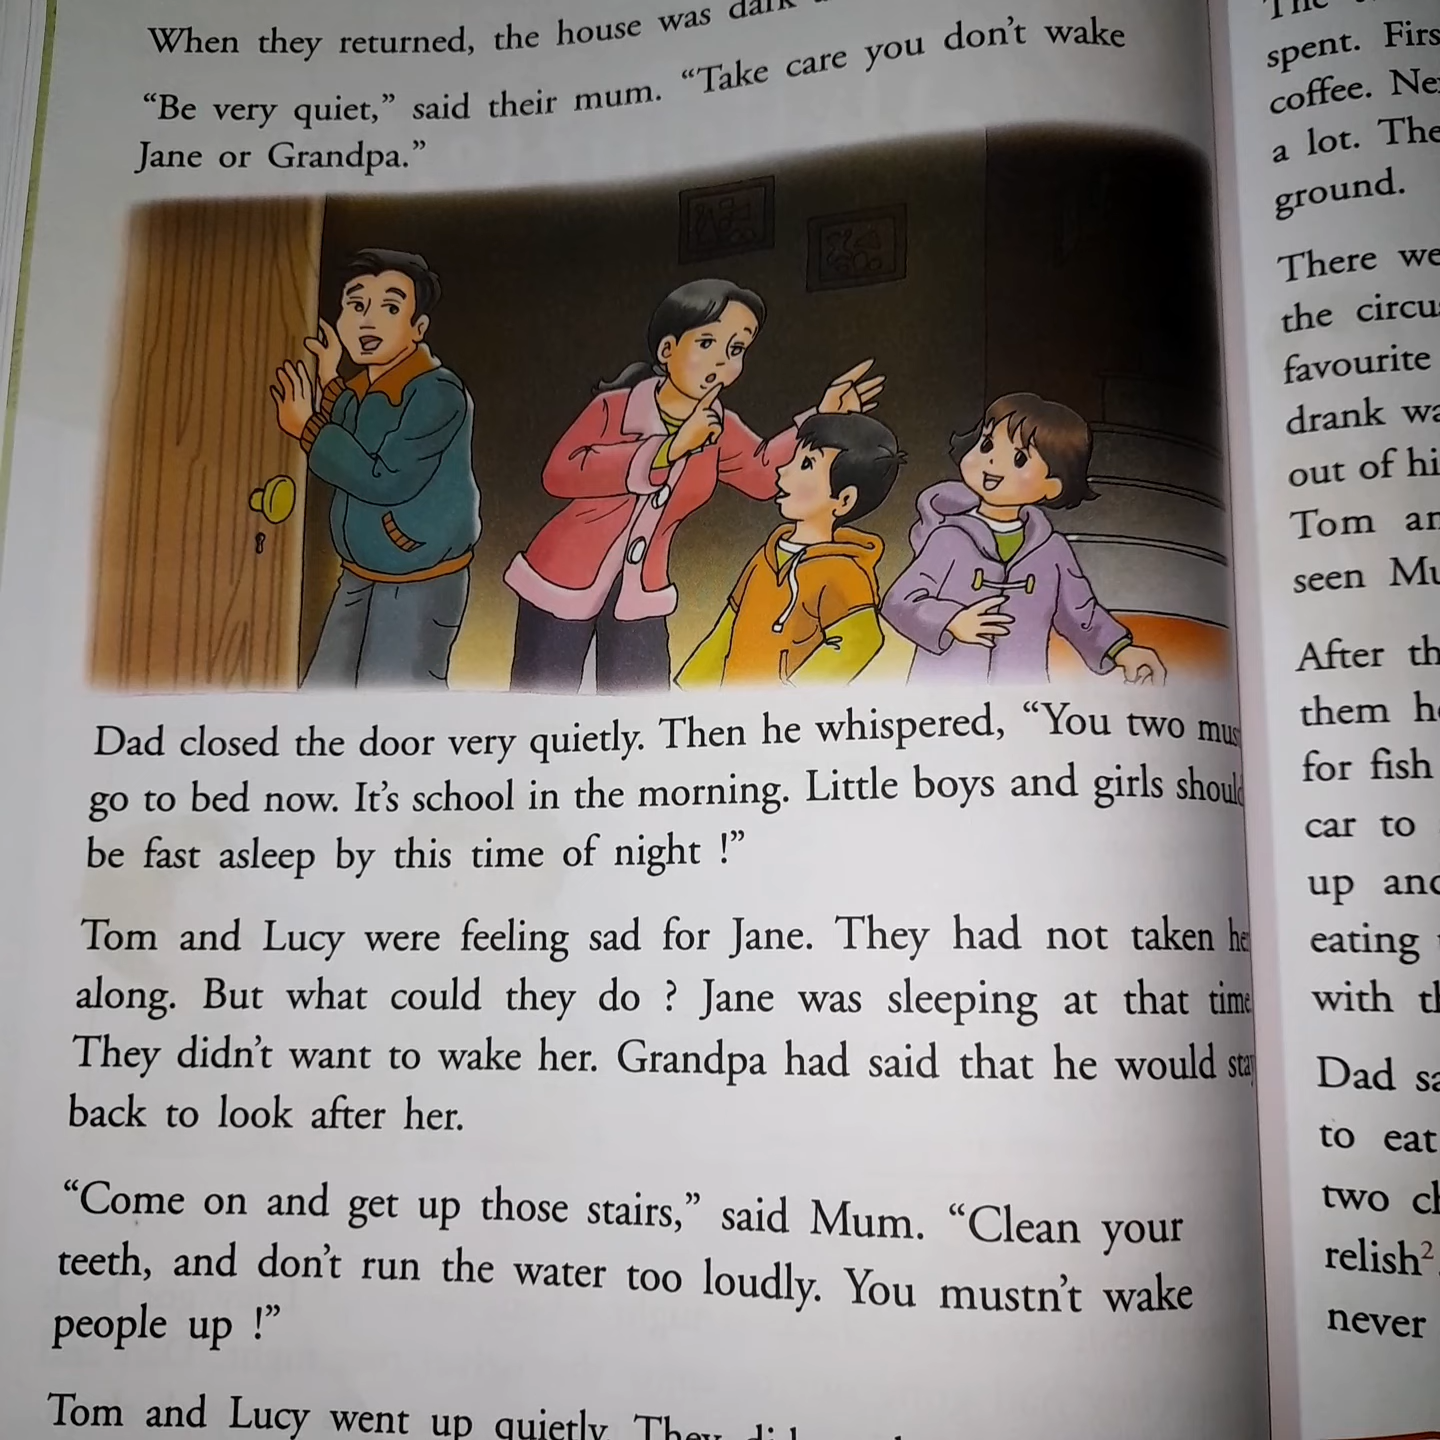 When they returned, the house was dark
“Be very quiet,” said their mum. “Take care you don’t wake
Jane or Grandpa.”
Dad closed the door very quietly. Then he whispered, “You two
go to bed now. It’s school in the morning. Little boys and girls
be fast asleep by this time of night !”
Tom and Lucy were feeling sad for Jane. They had not taken
along. But what could they do ? Jane was sleeping at that time
They didn’t want to wake her. Grandpa had said that he would
back to look after her.
“Come on and get up those stairs,” said Mum. “Clean your
teeth, and don’t run the water too loudly. You mustn’t wake
people up !”
Tom and Lucy went up quietly. They
The
spent.
coffee.
a lot. The
ground.
There
the
favourite
drank
out of
Tom
seen
After
them
for fish
car to
up
eating
with
Dad
to eat
two
relish2
never